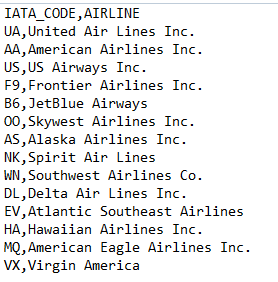 IATA_CODE,AIRLINE
UA,United Air Lines Inc.
AA,American Airlines Inc.
US,US Airways Inc.
F9,Frontier Airlines Inc.
B6,JetBlue Airways
OO,Skywest Airlines Inc.
AS,Alaska Airlines Inc.
NK,Spirit Air Lines
WN,Southwest Airlines Co.
DL,Delta Air Lines Inc.
EV,Atlantic Southeast Airlines
HA,Hawaiian Airlines Inc.
MQ,American Eagle Airlines Inc.
VX,Virgin America